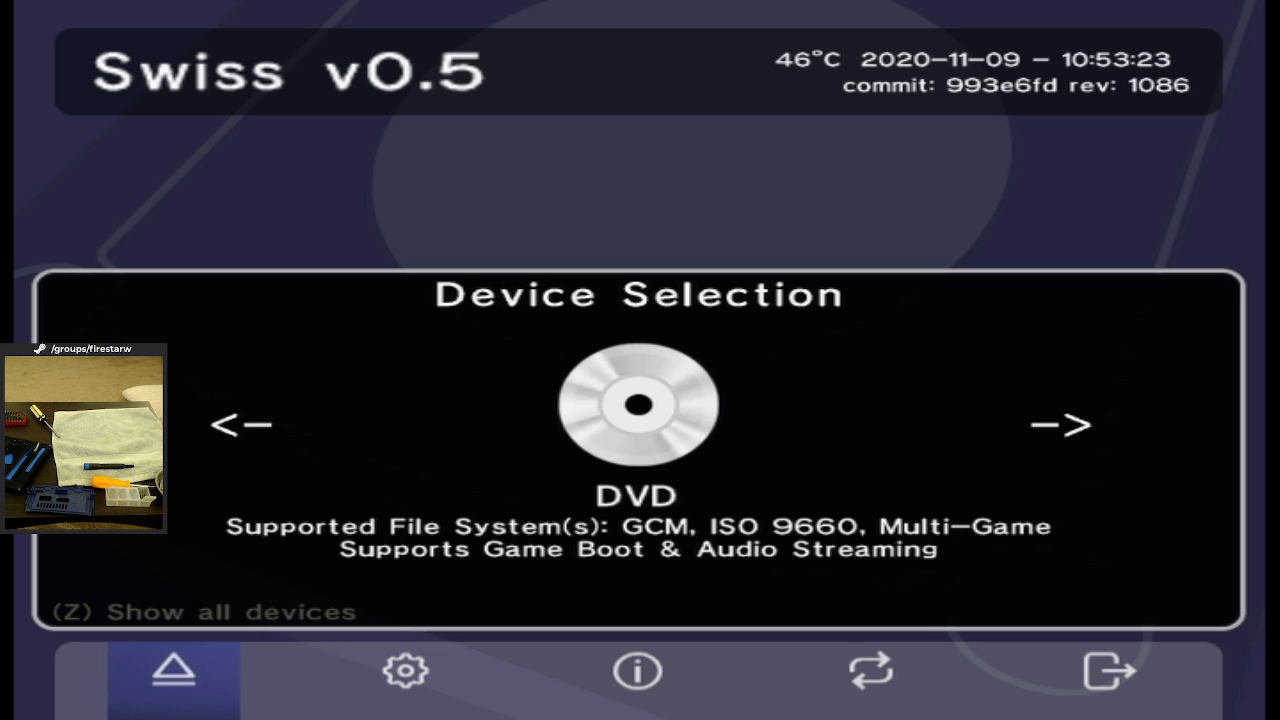 Swiss v0.5
46°C 2020-11-09 - 10:53:23
commit: 993e6fd rev: 1086
Device Selection
/groups/firestarw
<-
->
DVD
Supported File System(s): GCM, ISO 9660, Multi-Game
Supports Game Boot & Audio Streaming
(Z) Show all devices